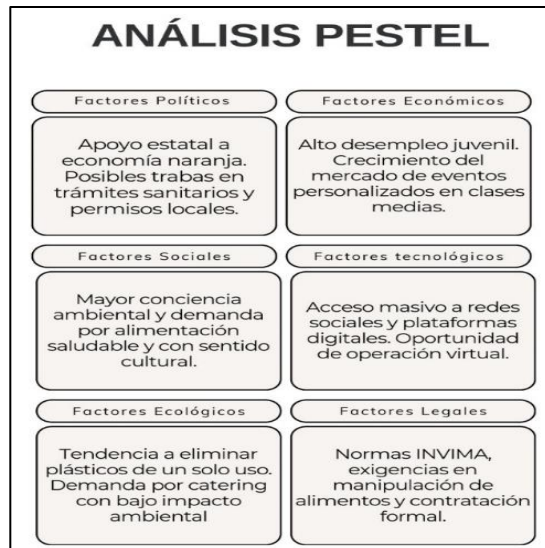 ANÁLISIS PESTEL
Factores Políticos
Apoyo estatal a
economía naranja.
Posibles trabas en
trámites sanitarios y
permisos locales.
Factores Económicos
Alto desempleo juvenil.
Crecimiento del
mercado de eventos
personalizados en clases
medias.
Factores Sociales
Mayor conciencia
ambiental y demanda
por alimentación
saludable y con sentido
cultural.
Factores tecnológicos
Acceso masivo a redes
sociales y plataformas
digitales. Oportunidad
de operación virtual.
Factores Ecológicos
Tendencia a eliminar
plásticos de un solo uso.
Demanda por catering
con bajo impacto
ambiental
Factores Legales
Normas INVIMA,
exigencias en
manipulación de
alimentos y contratación
formal.